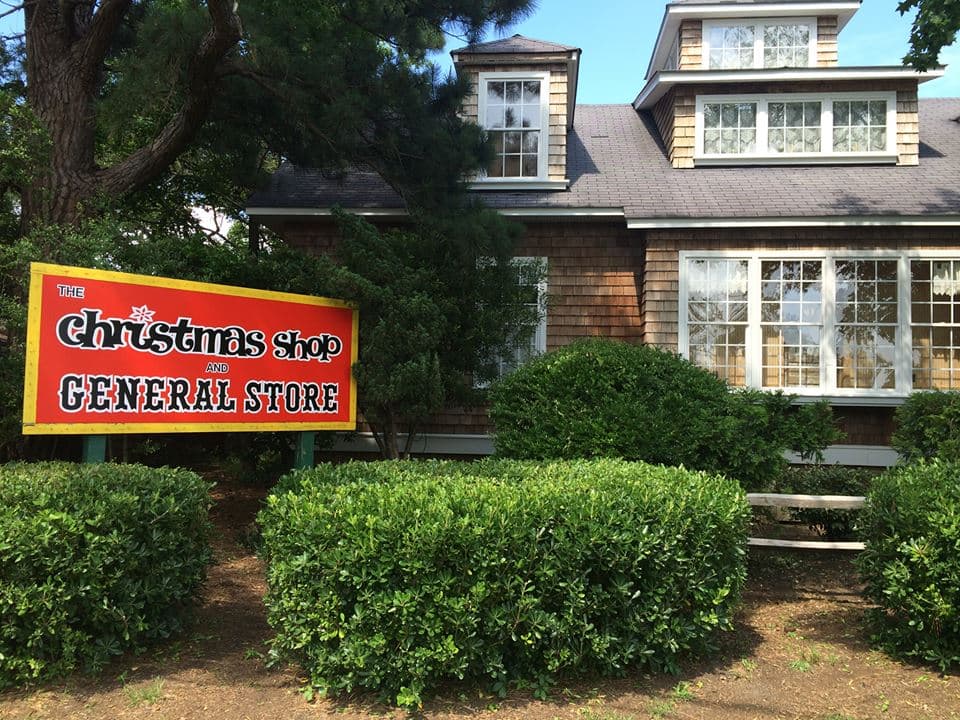 THE
christmas shop
AND
GENERAL STORE